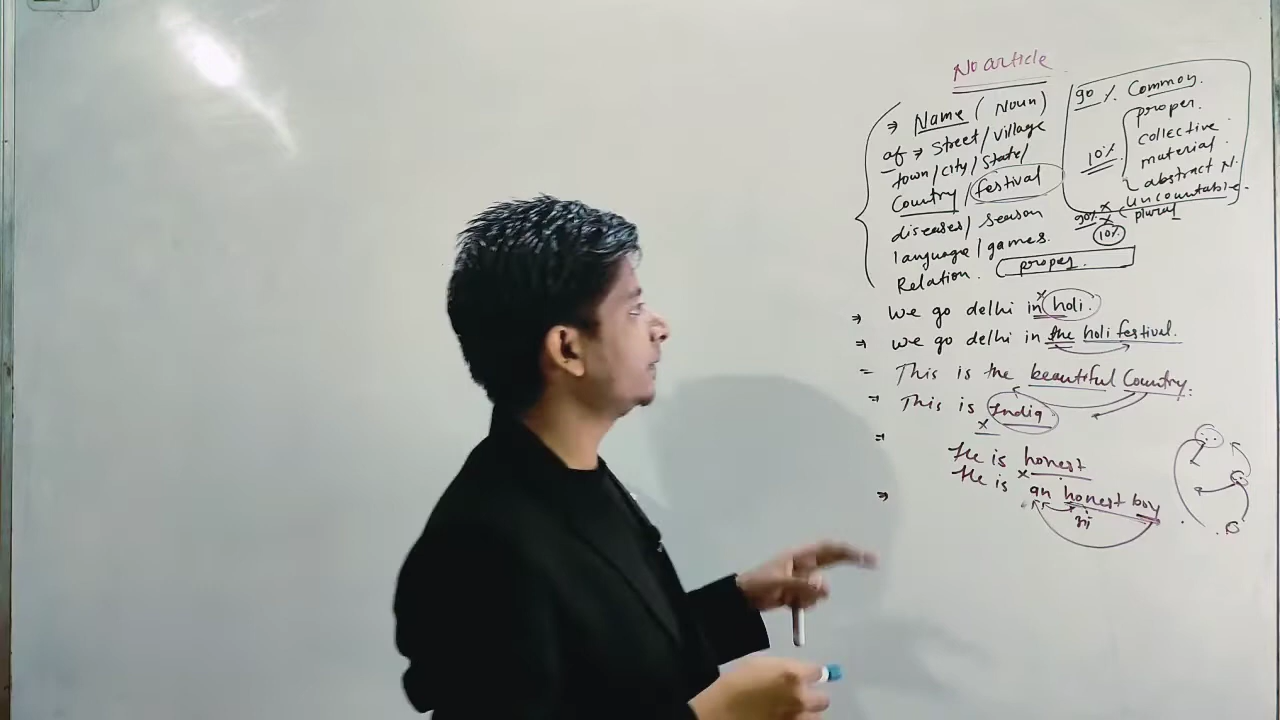 No article
⇒ Name (Noun)
of ⇒ Street/village
town/city/state/
Country/festival
diseases/season
language/games.
Relation. proper.
90% Common.
proper.
collective.
10% material.
abstract N.
uncountable.
90% x plural
x
10%
⇒ We go delhi in x holi.
⇒ we go delhi in the holi festival.
= This is the beautiful Country.
⇒ This is India.
x
⇒ He is honest
⇒ He is x an honest boy